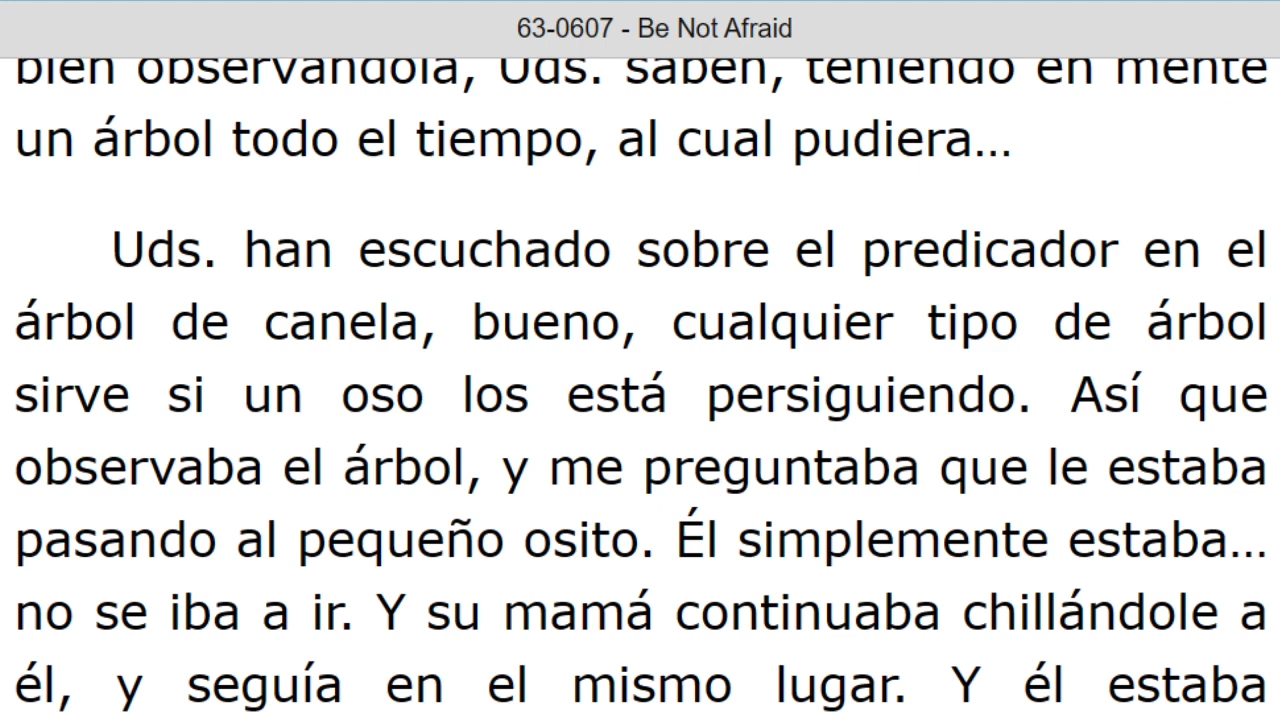 63-0607 - Be Not Afraid
bien observándola, Uds. saben, teniendo en mente
un árbol todo el tiempo, al cual pudiera…
Uds. han escuchado sobre el predicador en el
árbol de canela, bueno, cualquier tipo de árbol
sirve si un oso los está persiguiendo. Así que
observaba el árbol, y me preguntaba que le estaba
pasando al pequeño osito. Él simplemente estaba…
no se iba a ir. Y su mamá continuaba chillándole a
él, y seguía en el mismo lugar. Y él estaba